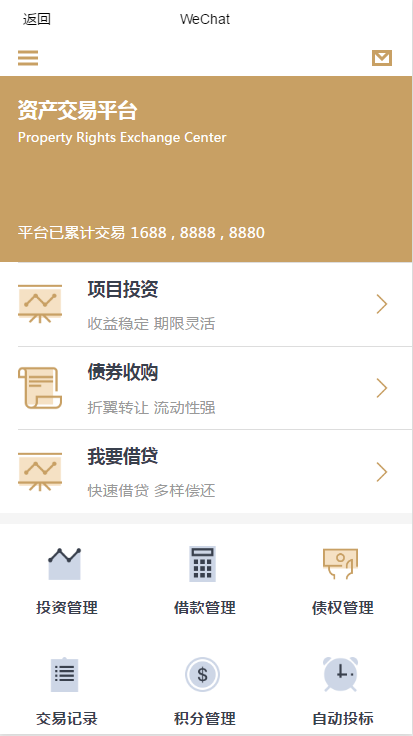 返回 WeChat
资产交易平台
Property Rights Exchange Center
平台已累计交易 1688 , 8888 , 8880
项目投资
收益稳定 期限灵活
债券收购
折翼转让 流动性强
我要借贷
快速借贷 多样偿还
投资管理 借款管理 债权管理
$
交易记录 积分管理 自动投标